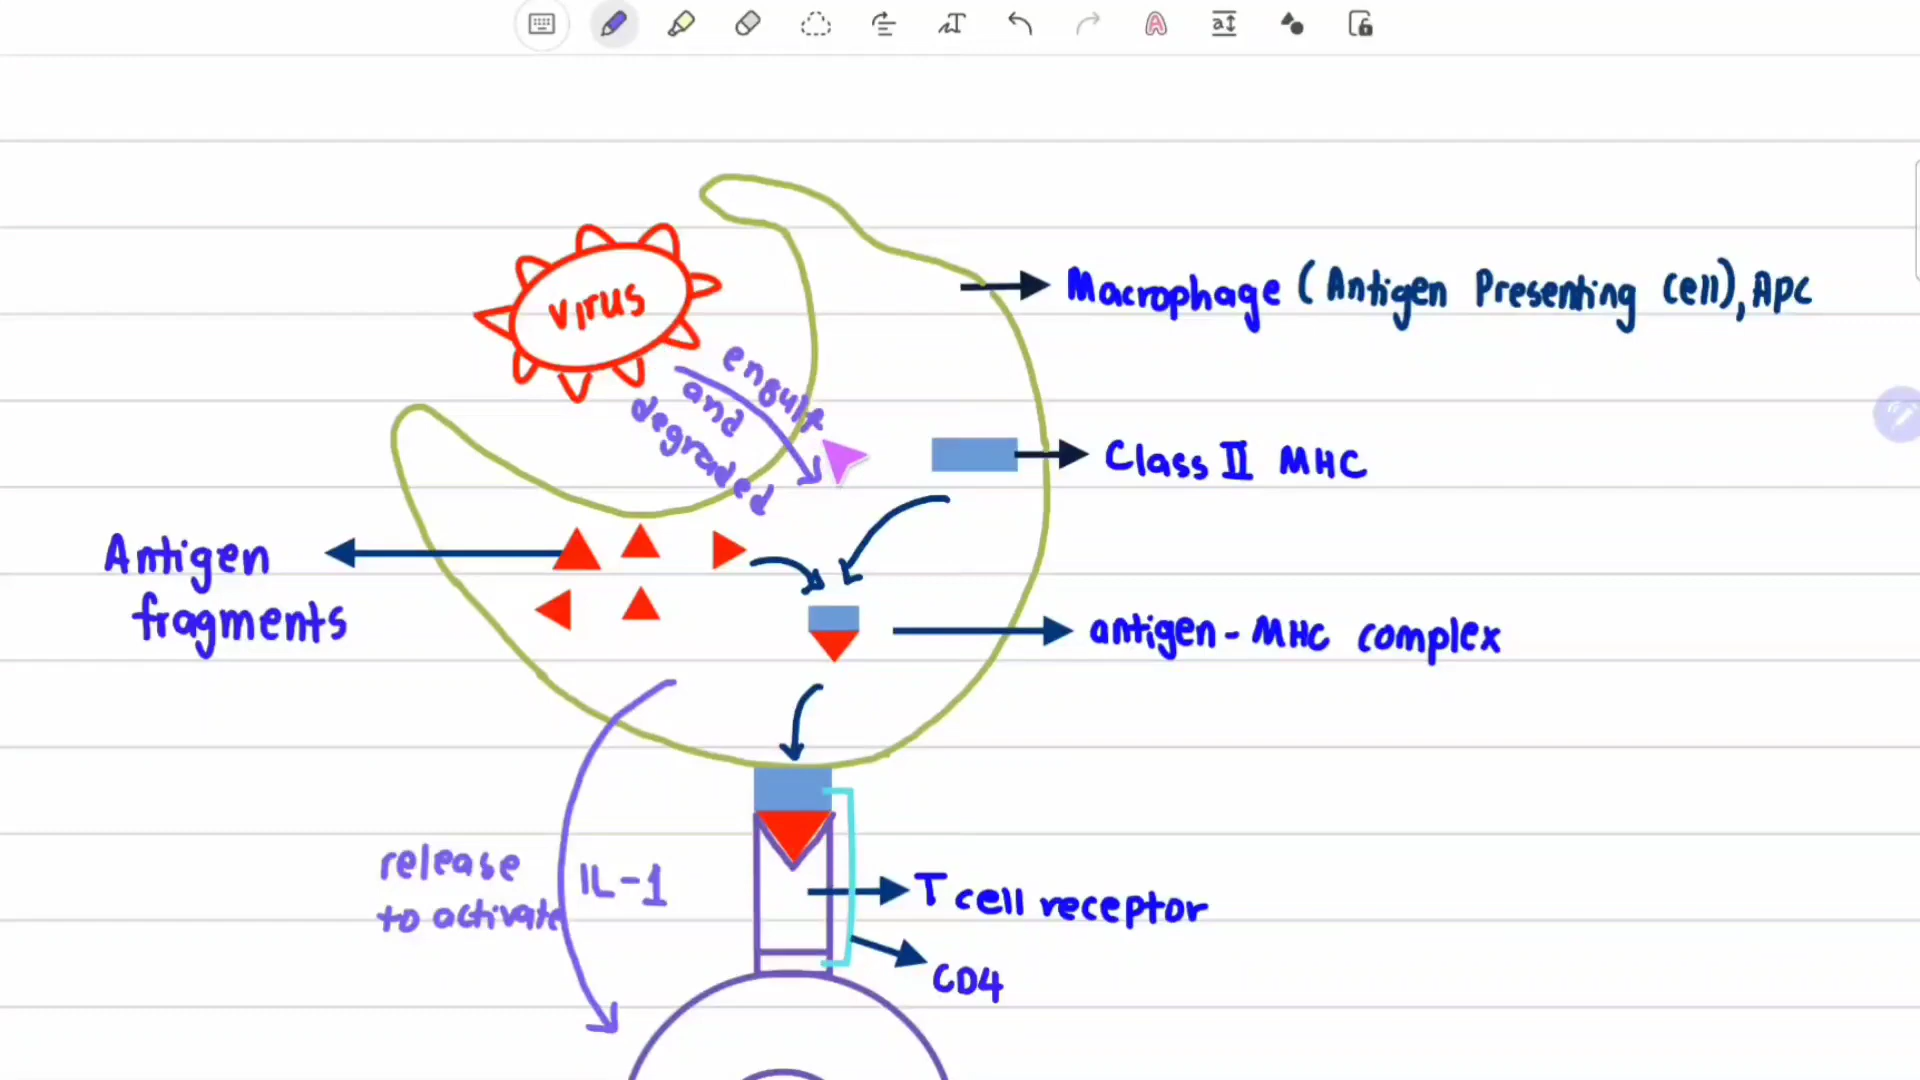 virus
Macrophage (Antigen Presenting Cell), APC
engulf
and
degraded
Class II MHC
Antigen
fragments
antigen-MHC complex
release
to activate
IL-1
T cell receptor
CD4